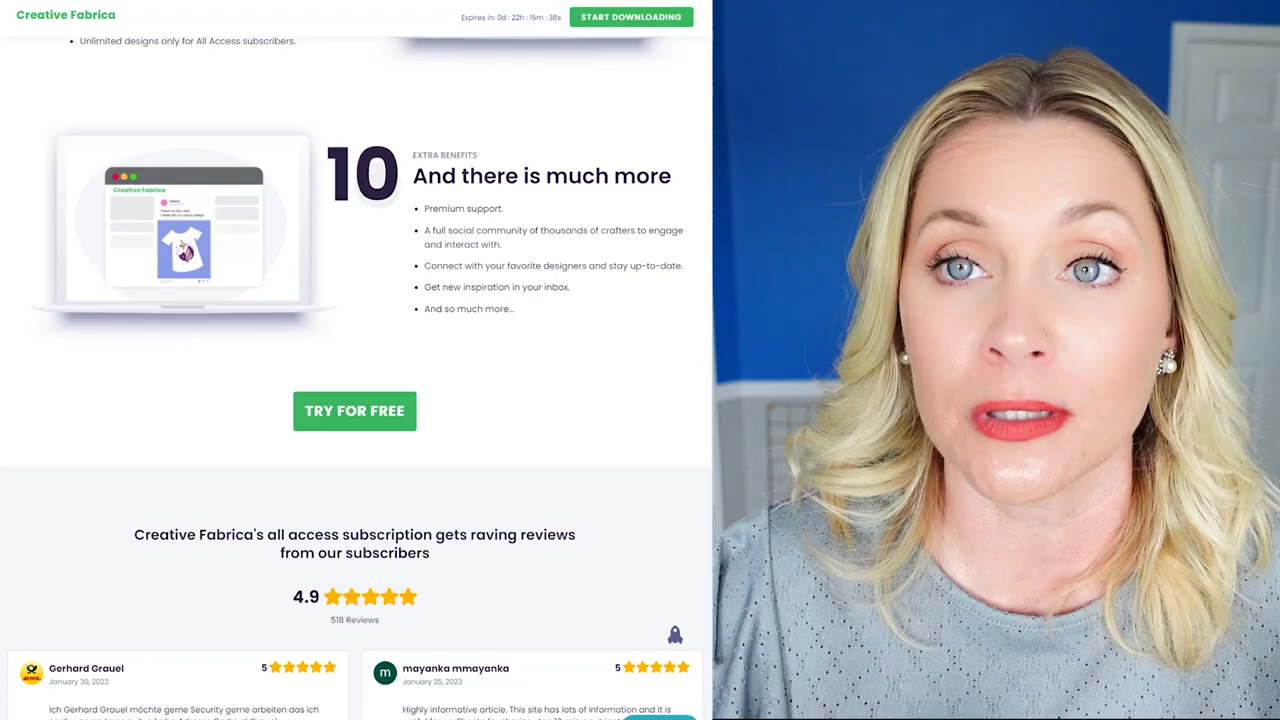 Creative Fabrica
Expires in: 0d : 22h : 15m : 38s
START DOWNLOADING
Unlimited designs only for All Access subscribers.
Creative Fabrica
10
EXTRA BENEFITS
And there is much more
Premium support.
A full social community of thousands of crafters to engage
and interact with.
Connect with your favorite designers and stay up-to-date.
Get new inspiration in your inbox.
And so much more...
TRY FOR FREE
Creative Fabrica's all access subscription gets raving reviews
from our subscribers
4.9
518 Reviews
Gerhard Grauel
5
January 30, 2023
Ich Gerhard Grauel möchte gerne Security gerne arbeiten das ich
m
mayanka mmayanka
5
January 25, 2023
Highly informative article. This site has lots of information and it is